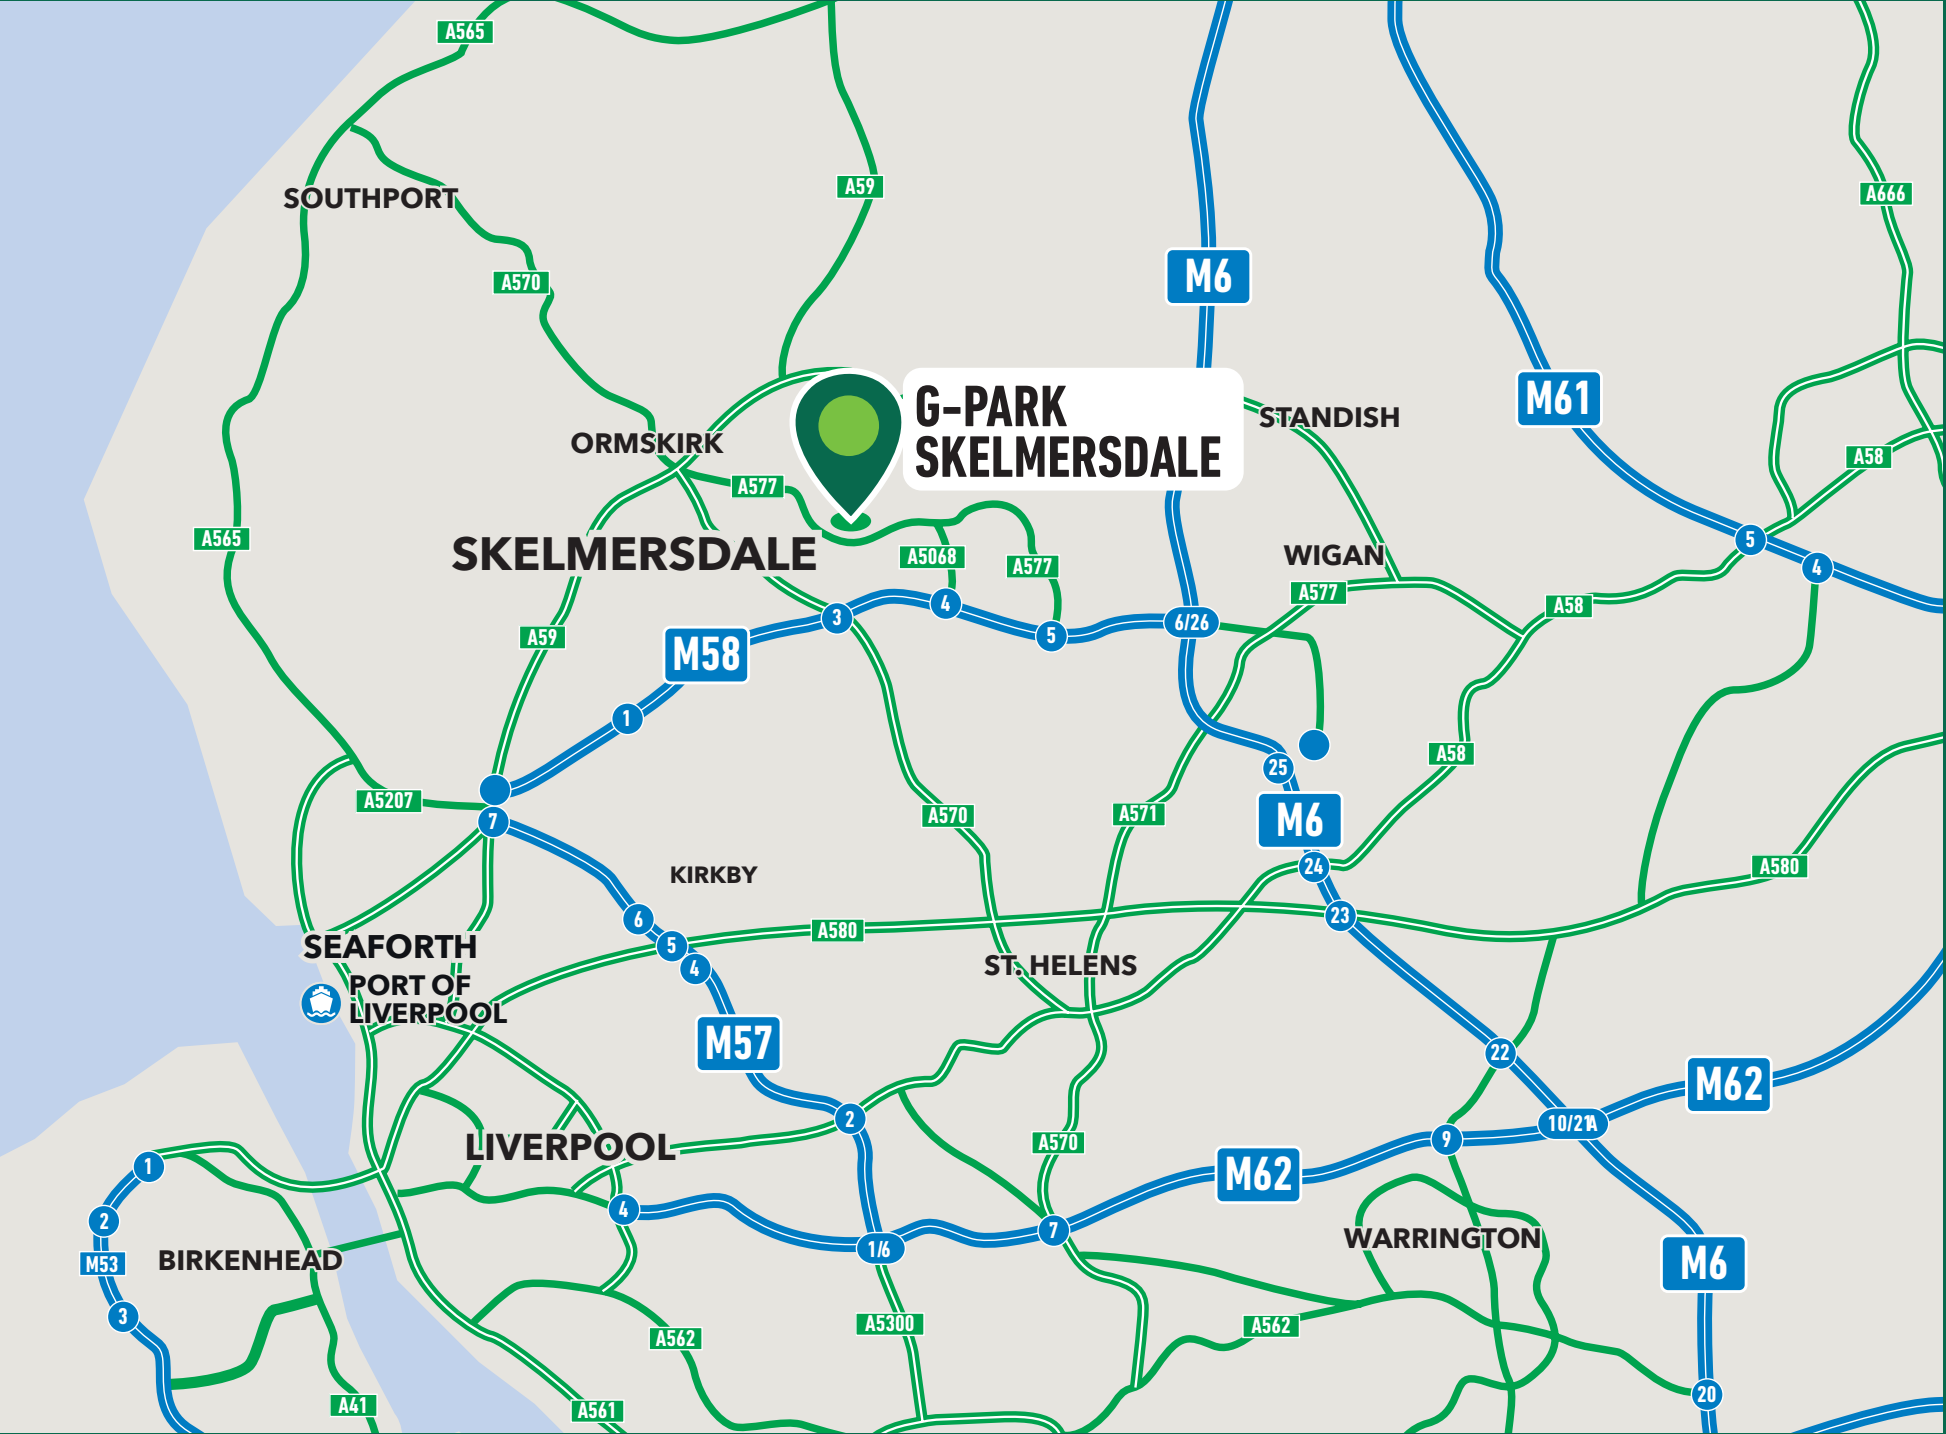 A565
SOUTHPORT
A59
A666
A570
M6
M61
G-PARK
SKELMERSDALE
STANDISH
ORMSKIRK
A58
A577
A565
SKELMERSDALE
A5068
A577
WIGAN
A577
A58
5
4
A59
M58
3
4
5
6/26
1
25
A58
A5207
7
A570
A571
M6
24
A580
KIRKBY
6
5
4
A580
23
SEAFORTH
PORT OF
LIVERPOOL
ST. HELENS
M57
22
M62
2
10/21A
9
LIVERPOOL
A570
M62
1
2
M53
3
BIRKENHEAD
4
1/6
7
WARRINGTON
M6
A5300
A562
A562
20
A41
A561